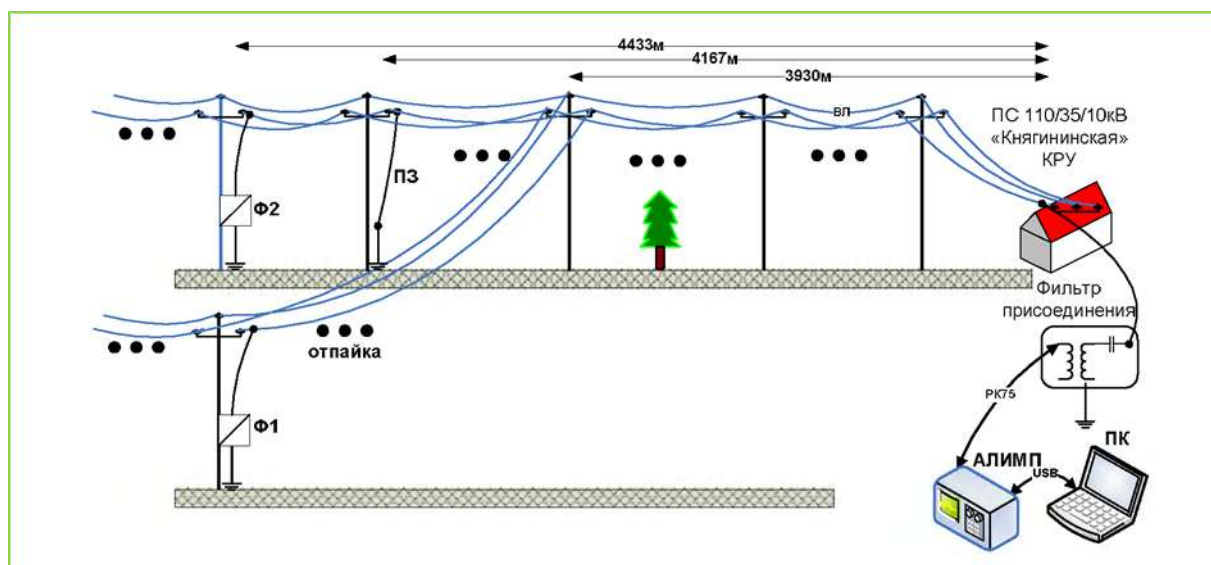 4433м
4167м
3930м
ВЛ
ПС 110/35/10кВ
«Княгининская»
КРУ
ПЗ
Ф2
Фильтр
присоединения
отпайка
РК75
Ф1
АЛИМП
USB
ПК